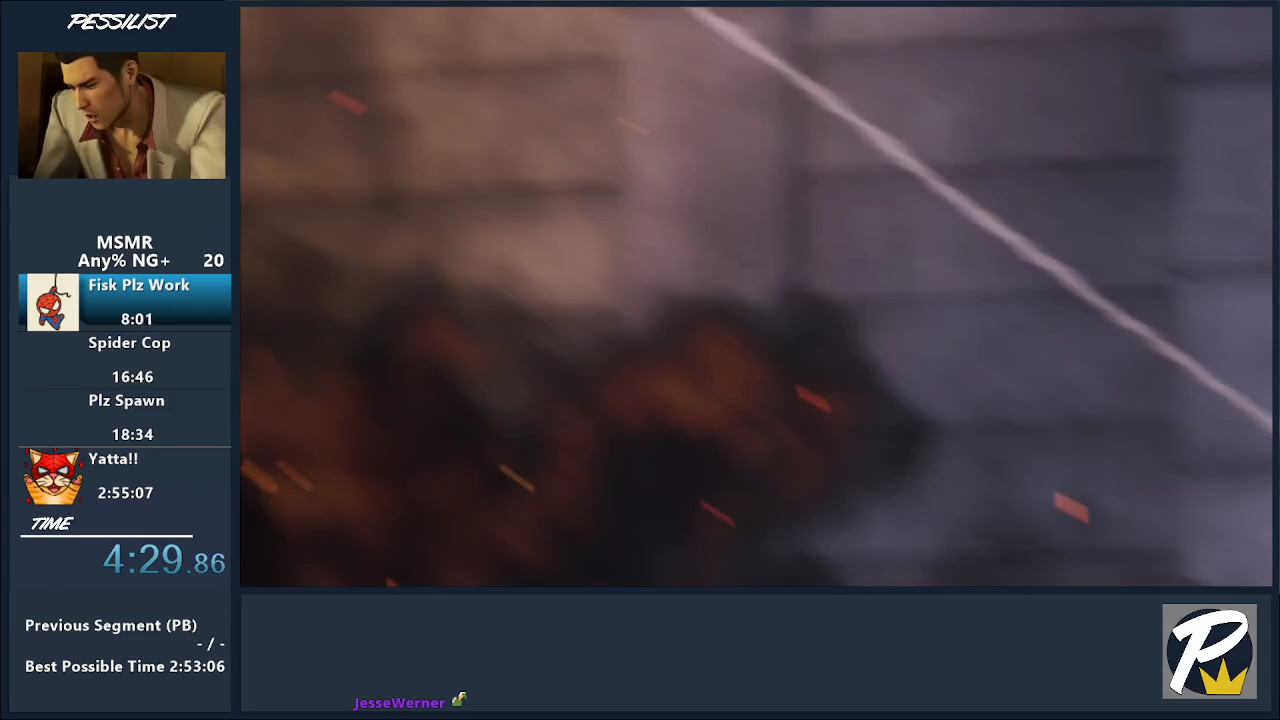 PESSILIST
MSMR
Any% NG+ 20
Fisk Plz Work
8:01
Spider Cop
16:46
Plz Spawn
18:34
Yatta!!
2:55:07
TIME
4:29.86
Previous Segment (PB)
- / -
Best Possible Time 2:53:06
JesseWerner
P